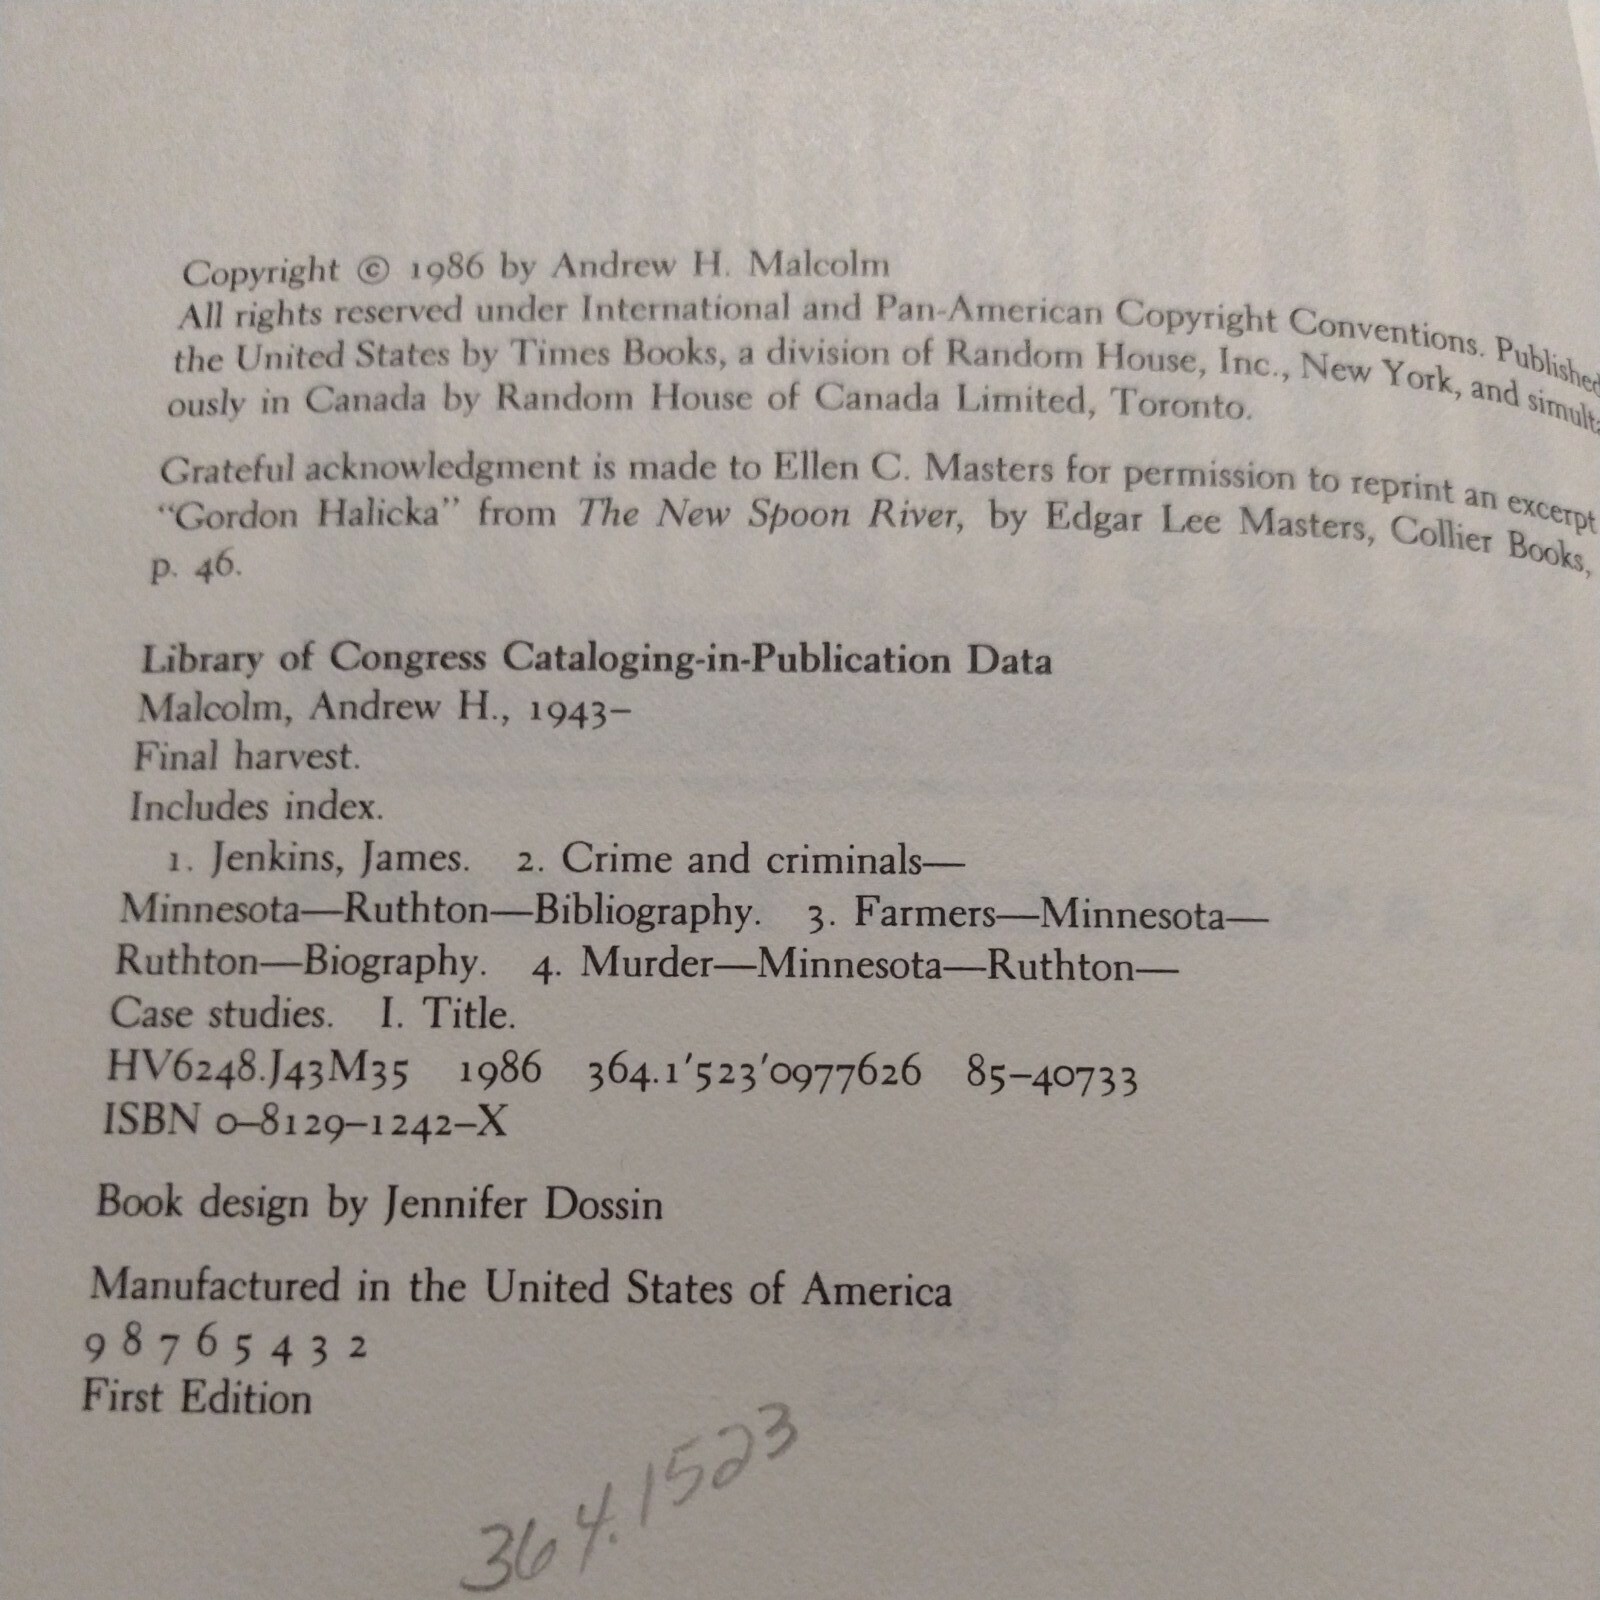 Copyright © 1986 by Andrew H. Malcolm
All rights reserved under International and Pan-American Copyright Conventions. Published
the United States by Times Books, a division of Random House, Inc., New York, and simult
ously in Canada by Random House of Canada Limited, Toronto.
Grateful acknowledgment is made to Ellen C. Masters for permission to reprint an excerpt
“Gordon Halicka” from The New Spoon River, by Edgar Lee Masters, Collier Books,
p. 46.
Library of Congress Cataloging-in-Publication Data
Malcolm, Andrew H., 1943–
Final harvest.
Includes index.
1. Jenkins, James. 2. Crime and criminals—
Minnesota—Ruthton—Bibliography. 3. Farmers—Minnesota—
Ruthton—Biography. 4. Murder—Minnesota—Ruthton—
Case studies. I. Title.
HV6248.J43M35 1986 364.1′523′0977626 85–40733
ISBN 0–8129–1242–X
Book design by Jennifer Dossin
Manufactured in the United States of America
9 8 7 6 5 4 3 2
First Edition
364.1523